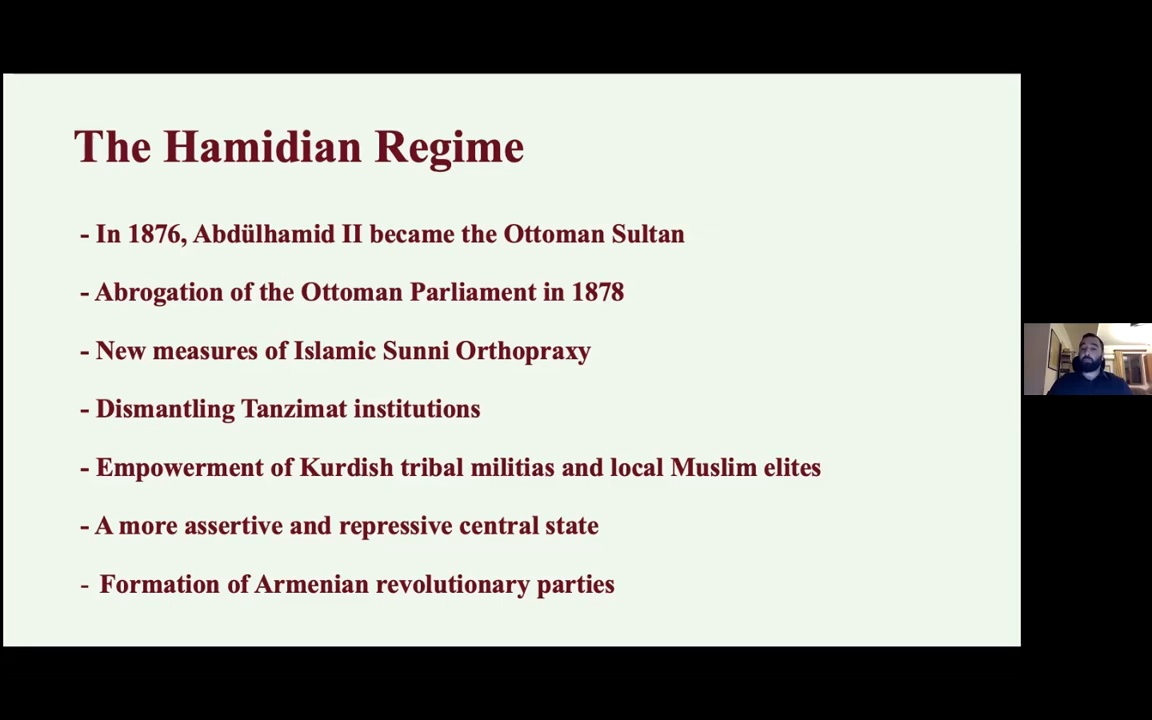 The Hamidian Regime
- In 1876, Abdülhamid II became the Ottoman Sultan
- Abrogation of the Ottoman Parliament in 1878
- New measures of Islamic Sunni Orthopraxy
- Dismantling Tanzimat institutions
- Empowerment of Kurdish tribal militias and local Muslim elites
- A more assertive and repressive central state
- Formation of Armenian revolutionary parties